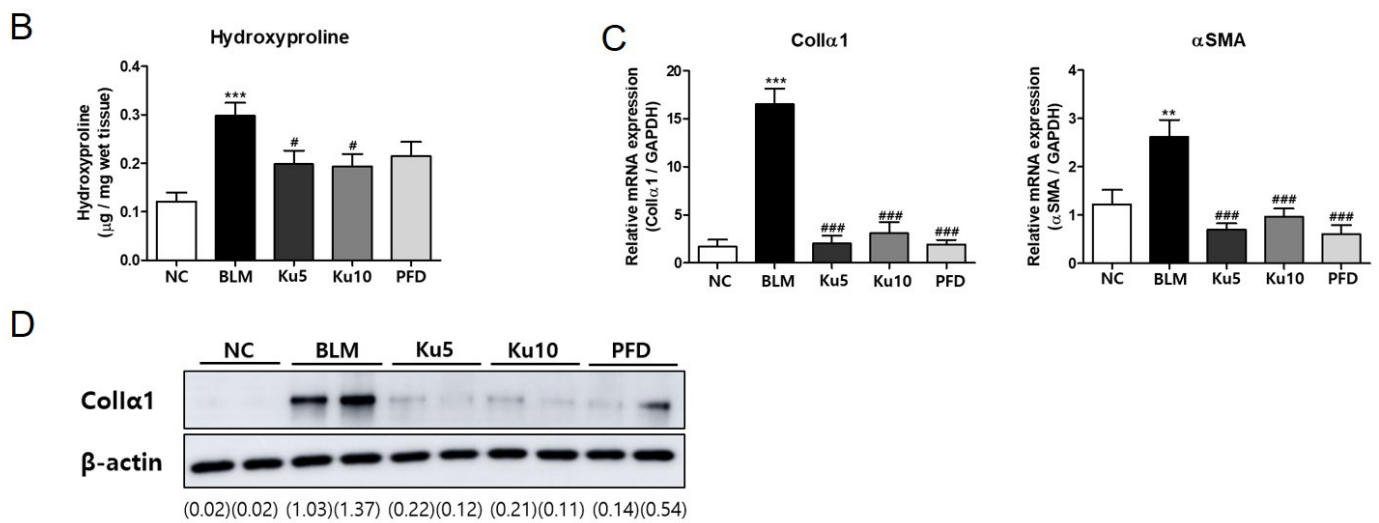 B
Hydroxyproline
Hydroxyproline
(μg / mg wet tissue)
0.4
0.3
0.2
0.1
0.0
***
#
#
NC BLM Ku5 Ku10 PFD
C
CoIIα1
Relative mRNA expression
(CoIIα1 / GAPDH)
20
15
10
5
0
***
###
###
###
NC BLM Ku5 Ku10 PFD
αSMA
Relative mRNA expression
(αSMA / GAPDH)
4
3
2
1
0
**
###
###
###
NC BLM Ku5 Ku10 PFD
D
NC BLM Ku5 Ku10 PFD
CoIIα1
β-actin
(0.02)(0.02) (1.03)(1.37) (0.22)(0.12) (0.21)(0.11) (0.14)(0.54)